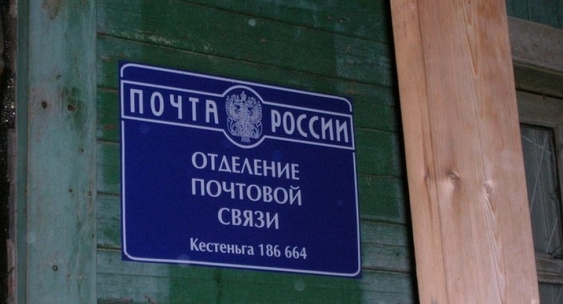 ПОЧТА РОССИИ
ОТДЕЛЕНИЕ
ПОЧТОВОЙ
СВЯЗИ
Кестеньга 186 664